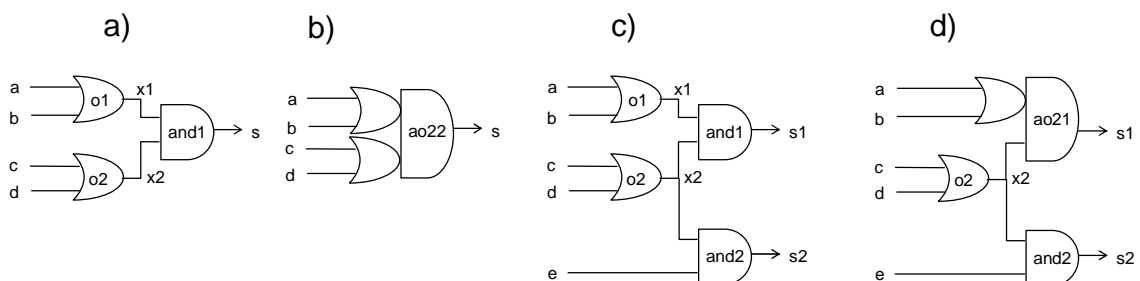 a) b) c) d)
a o1 x1
b
and1 s
c o2 x2
d
a
b
ao22 s
c
d
a o1 x1
b
and1 s1
c o2 x2
d
and2 s2
e
a
b
ao21 s1
c o2 x2
d
and2 s2
e